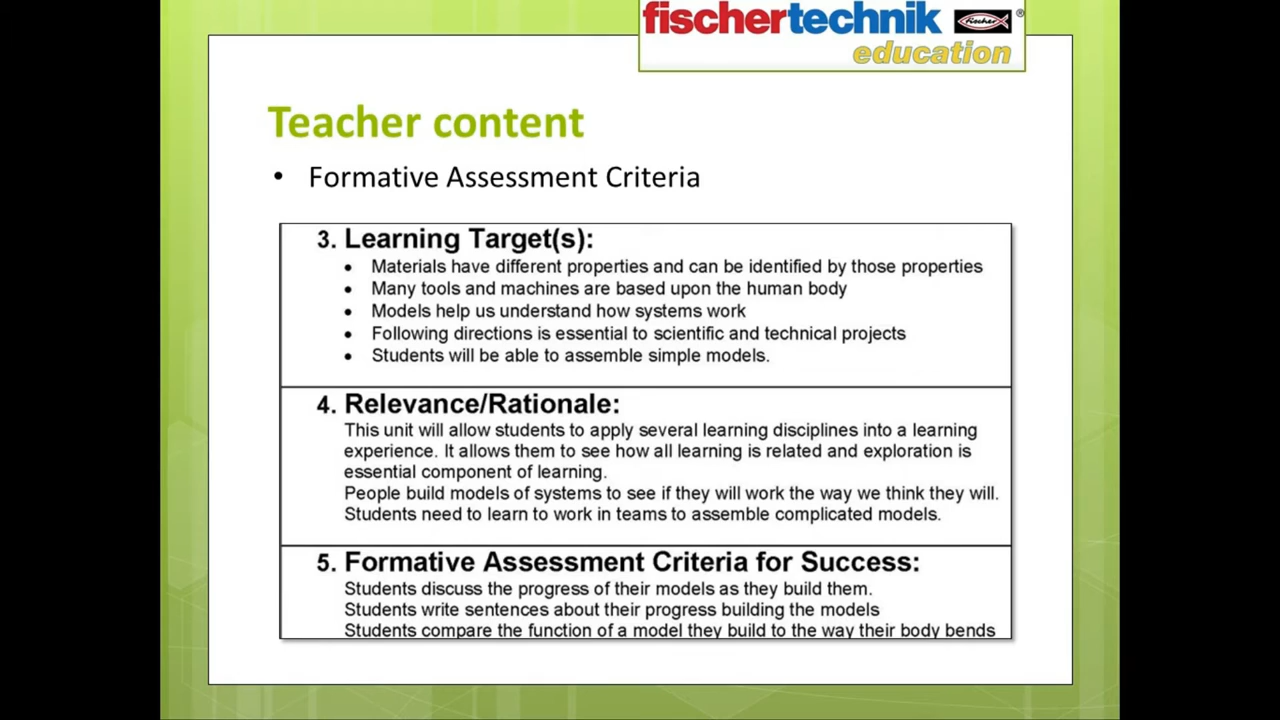 fischertechnik fischer ®
education
Teacher content
• Formative Assessment Criteria
3. Learning Target(s):
• Materials have different properties and can be identified by those properties
• Many tools and machines are based upon the human body
• Models help us understand how systems work
• Following directions is essential to scientific and technical projects
• Students will be able to assemble simple models.
4. Relevance/Rationale:
This unit will allow students to apply several learning disciplines into a learning
experience. It allows them to see how all learning is related and exploration is
essential component of learning.
People build models of systems to see if they will work the way we think they will.
Students need to learn to work in teams to assemble complicated models.
5. Formative Assessment Criteria for Success:
Students discuss the progress of their models as they build them.
Students write sentences about their progress building the models
Students compare the function of a model they build to the way their body bends